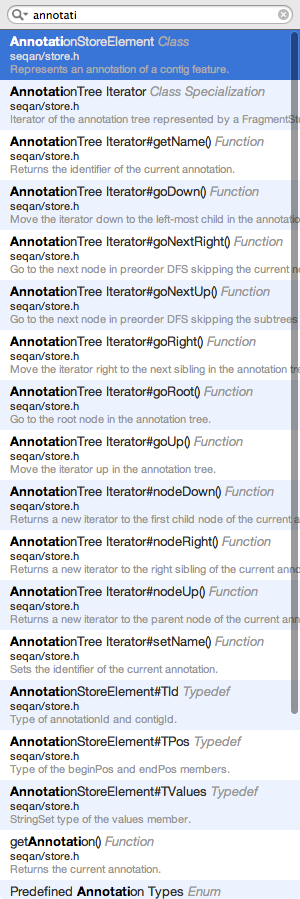 annotati
AnnotationStoreElement Class
seqan/store.h
Represents an annotation of a contig feature.
AnnotationTree Iterator Class Specialization
seqan/store.h
Iterator of the annotation tree represented by a FragmentSt
AnnotationTree Iterator#getName() Function
seqan/store.h
Returns the identifier of the current annotation.
AnnotationTree Iterator#goDown() Function
seqan/store.h
Move the iterator down to the left-most child in the annotatio
AnnotationTree Iterator#goNextRight() Function
seqan/store.h
Go to the next node in preorder DFS skipping the current n
AnnotationTree Iterator#goNextUp() Function
seqan/store.h
Go to the next node in preorder DFS skipping the subtrees
AnnotationTree Iterator#goRight() Function
seqan/store.h
Move the iterator right to the next sibling in the annotation tr
AnnotationTree Iterator#goRoot() Function
seqan/store.h
Go to the root node in the annotation tree.
AnnotationTree Iterator#goUp() Function
seqan/store.h
Move the iterator up in the annotation tree.
AnnotationTree Iterator#nodeDown() Function
seqan/store.h
Returns a new iterator to the first child node of the current a
AnnotationTree Iterator#nodeRight() Function
seqan/store.h
Returns a new iterator to the right sibling of the current anno
AnnotationTree Iterator#nodeUp() Function
seqan/store.h
Returns a new iterator to the parent node of the current ann
AnnotationTree Iterator#setName() Function
seqan/store.h
Sets the identifier of the current annotation.
AnnotationStoreElement#TId Typedef
seqan/store.h
Type of annotationId and contigId.
AnnotationStoreElement#TPos Typedef
seqan/store.h
Type of the beginPos and endPos members.
AnnotationStoreElement#TValues Typedef
seqan/store.h
StringSet type of the values member.
getAnnotation() Function
seqan/store.h
Returns the current annotation.
Predefined Annotation Types Enum